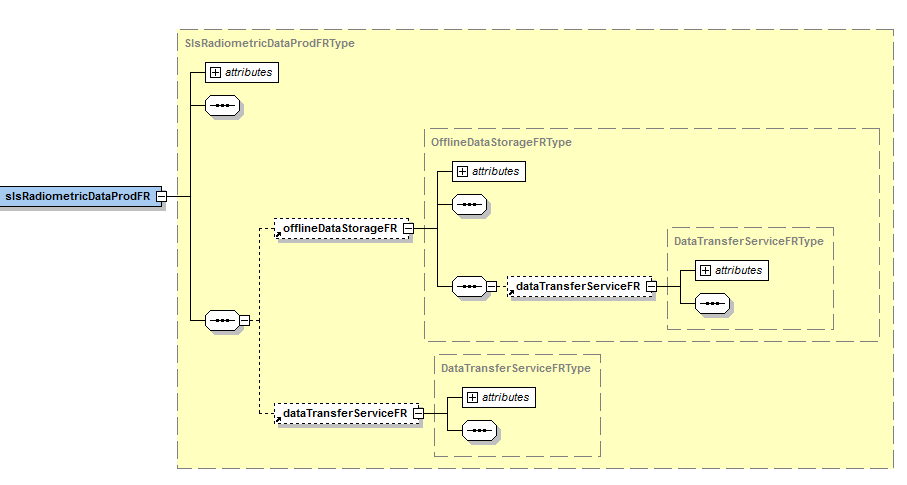 SlsRadiometricDataProdFRType
attributes
OfflineDataStorageFRType
attributes
slsRadiometricDataProdFR
offlineDataStorageFR
DataTransferServiceFRType
attributes
dataTransferServiceFR
DataTransferServiceFRType
attributes
dataTransferServiceFR